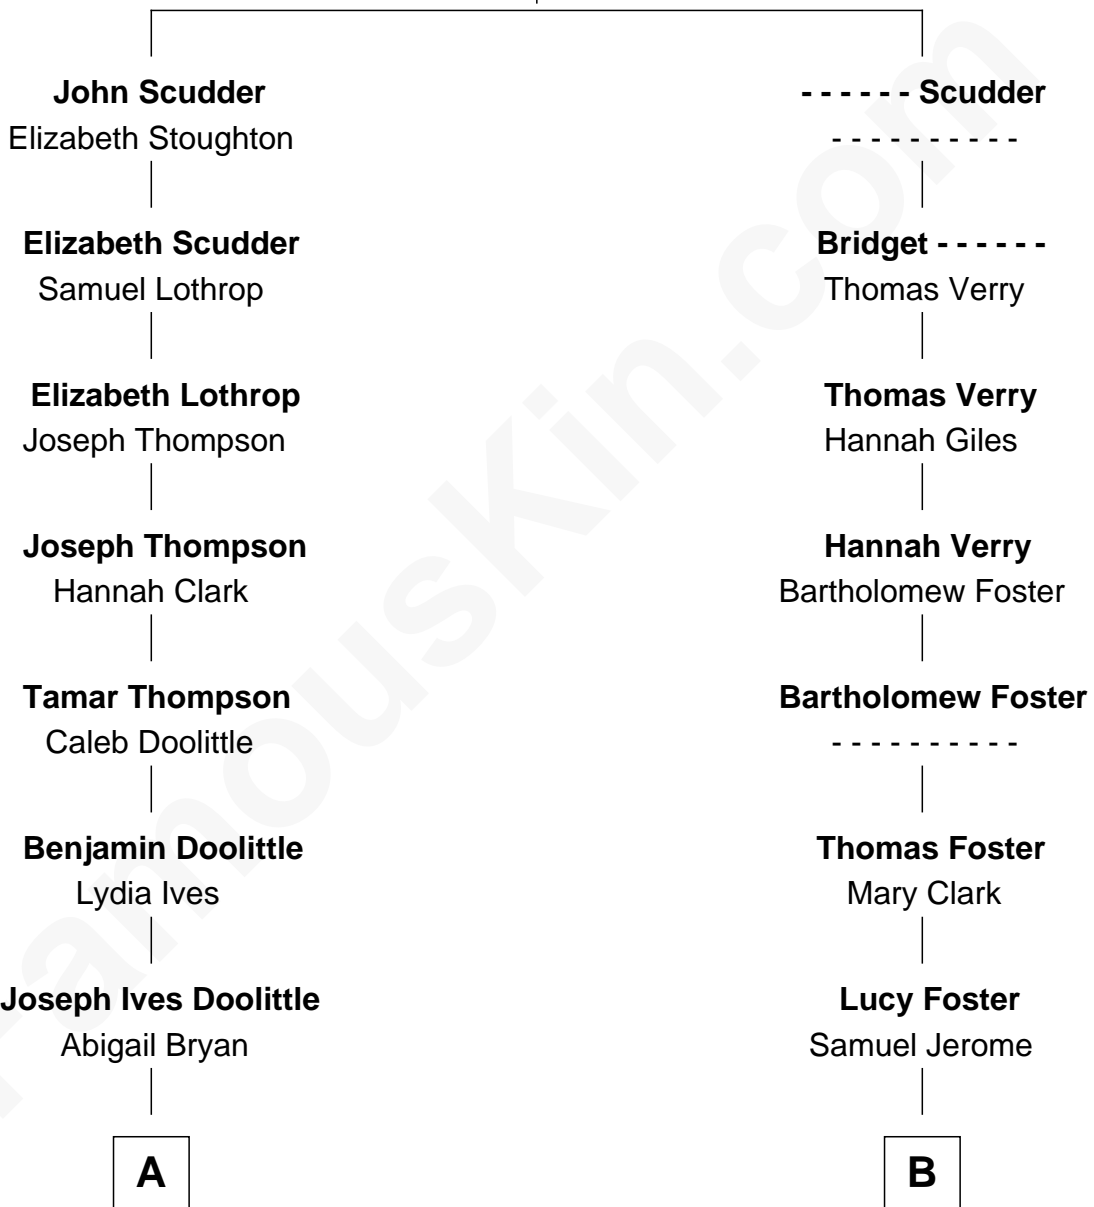 John Scudder
Elizabeth Stoughton
Elizabeth Scudder
Samuel Lothrop
Elizabeth Lothrop
Joseph Thompson
Joseph Thompson
Hannah Clark
Tamar Thompson
Caleb Doolittle
Benjamin Doolittle
Lydia Ives
Joseph Ives Doolittle
Abigail Bryan
A
- - - - - - Scudder
- - - - - - - - - -
Bridget - - - - - -
Thomas Verry
Thomas Verry
Hannah Giles
Hannah Verry
Bartholomew Foster
Bartholomew Foster
- - - - - - - - - -
Thomas Foster
Mary Clark
Lucy Foster
Samuel Jerome
B
FamousKin.com